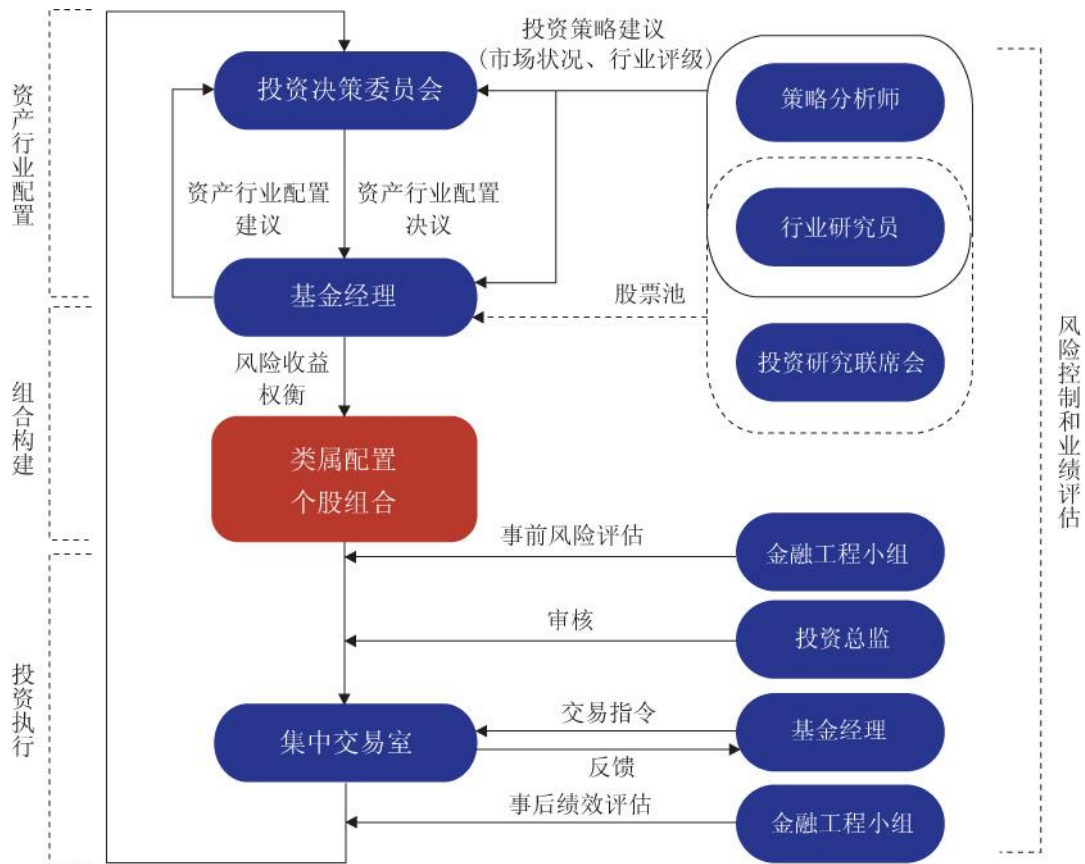 投资策略建议
(市场状况、行业评级)
投资决策委员会
策略分析师
资产行业配置
资产行业配置
建议
资产行业配置
决议
行业研究员
基金经理
股票池
投资研究联席会
风险收益
权衡
组合构建
类属配置
个股组合
风险控制和业绩评估
事前风险评估
金融工程小组
审核
投资总监
投资执行
集中交易室
交易指令
反馈
基金经理
事后绩效评估
金融工程小组